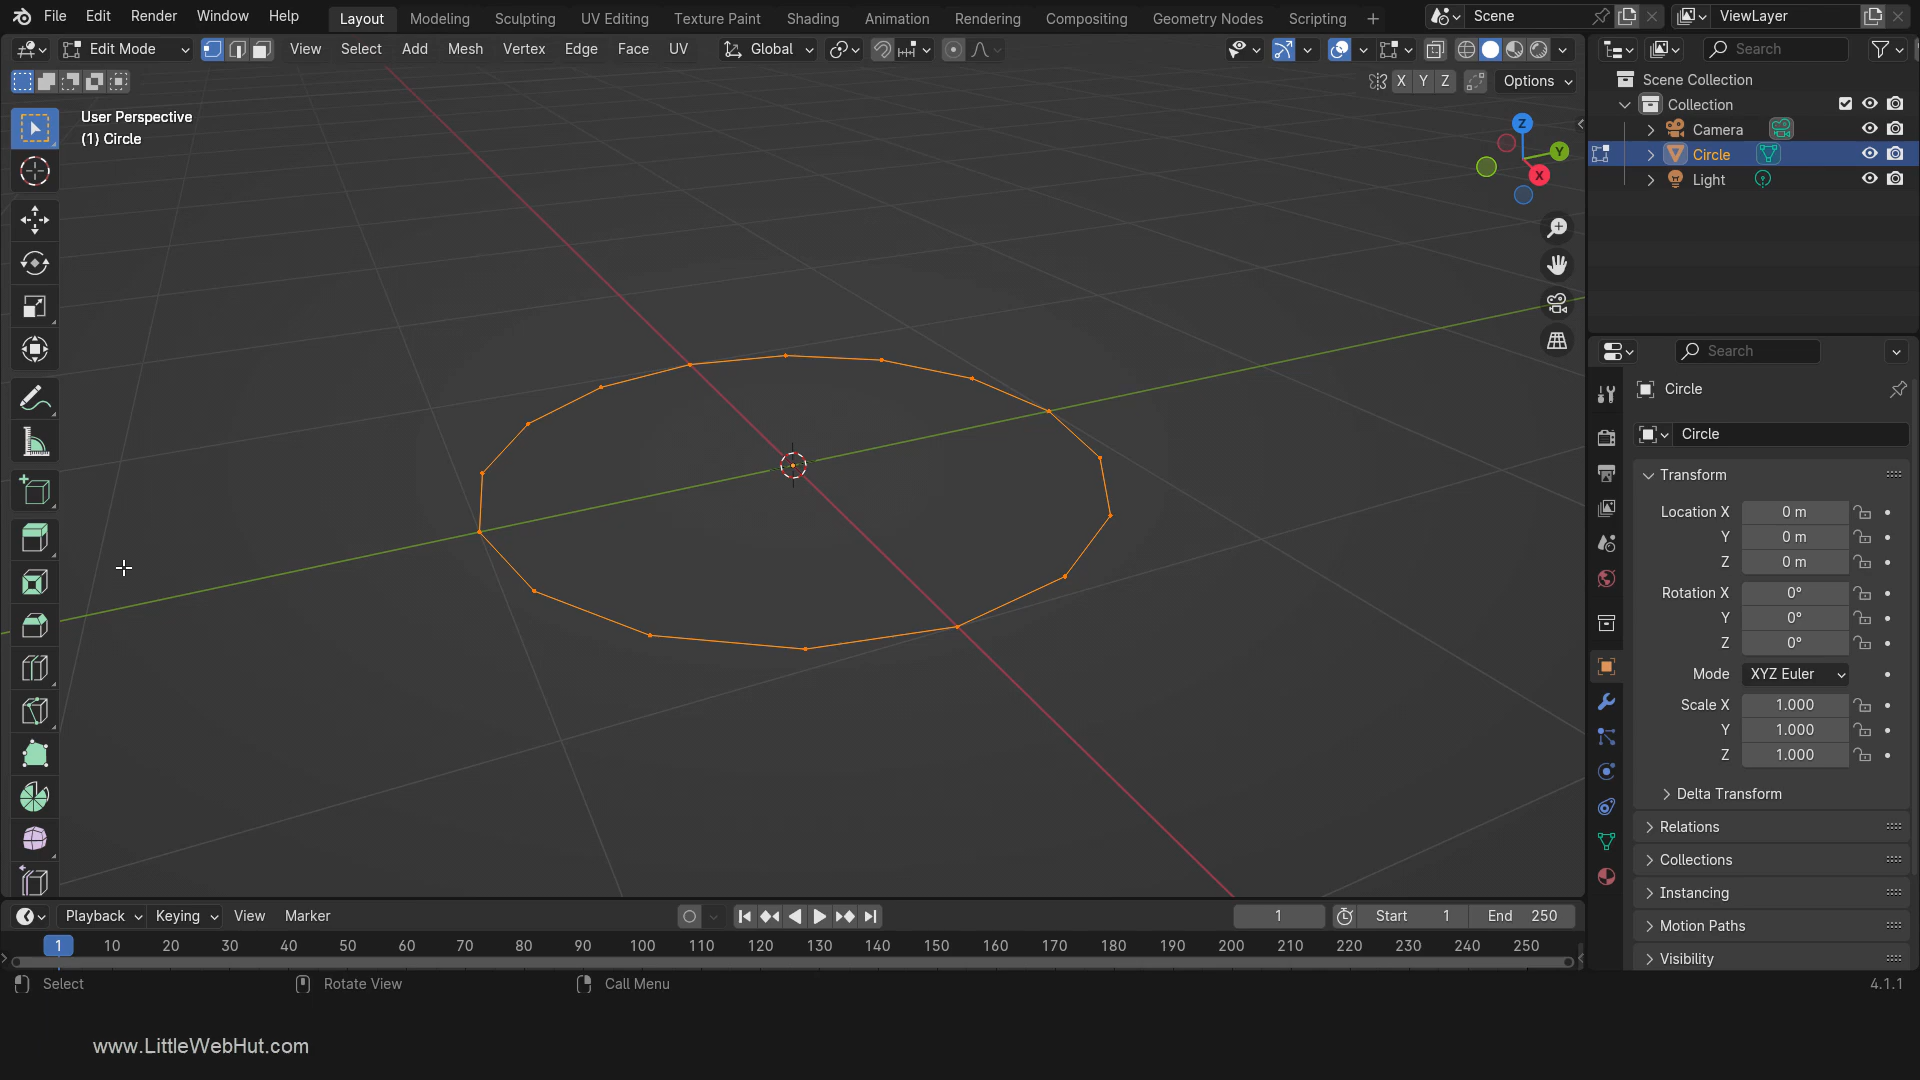 File Edit Render Window Help Layout Modeling Sculpting UV Editing Texture Paint Shading Animation Rendering Compositing Geometry Nodes Scripting + Scene ViewLayer
Edit Mode View Select Add Mesh Vertex Edge Face UV Global Search
X Y Z Options
User Perspective
(1) Circle
Z
Y
X
Scene Collection
Collection
Camera
Circle
Light
Search
Circle
Circle
Transform
Location X 0 m
Y 0 m
Z 0 m
Rotation X 0°
Y 0°
Z 0°
Mode XYZ Euler
Scale X 1.000
Y 1.000
Z 1.000
Delta Transform
Relations
Collections
Instancing
Motion Paths
Visibility
Playback Keying View Marker 1 Start 1 End 250
1 10 20 30 40 50 60 70 80 90 100 110 120 130 140 150 160 170 180 190 200 210 220 230 240 250
Select Rotate View Call Menu 4.1.1
www.LittleWebHut.com